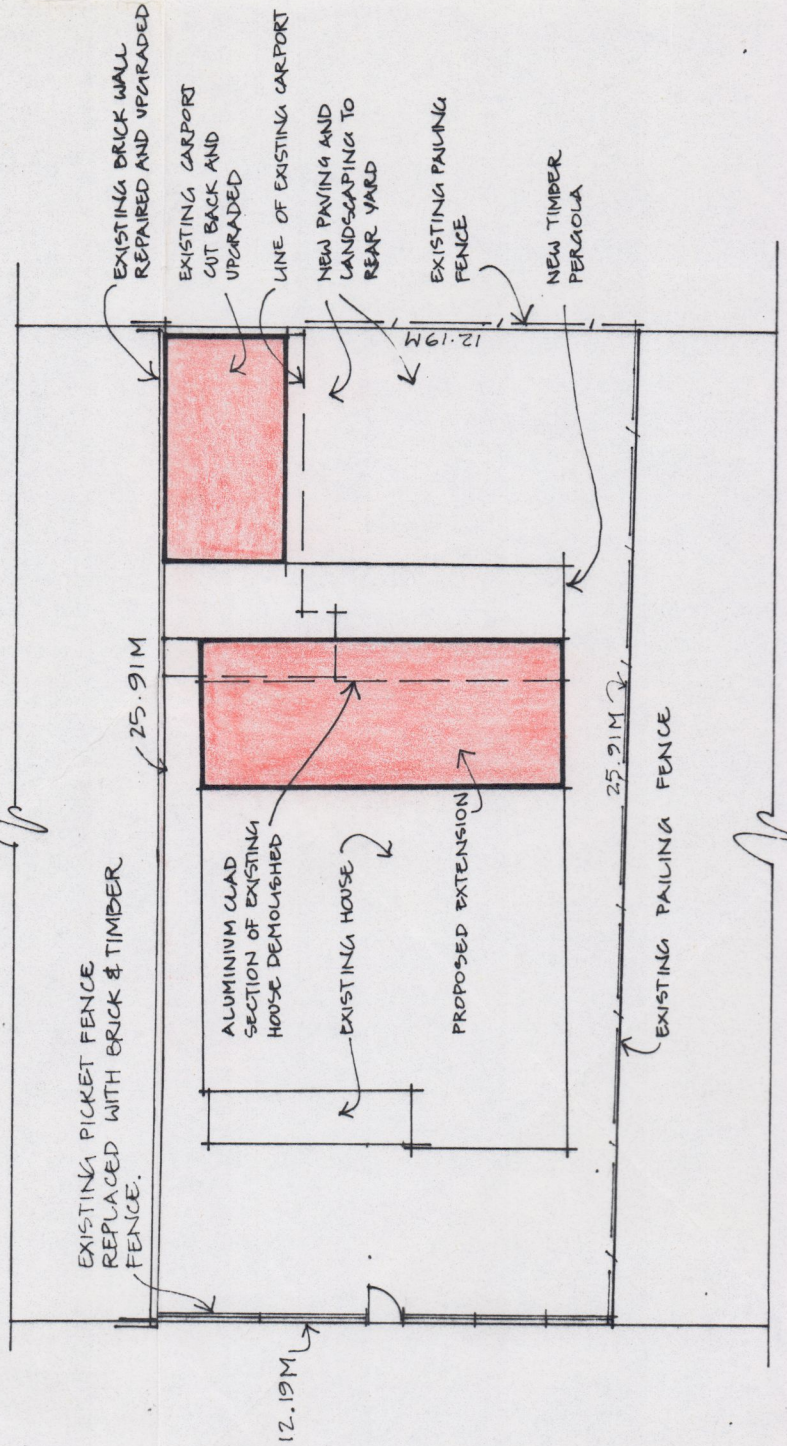 EXISTING BRICK WALL
REPAIRED AND UPGRADED
EXISTING CARPORT
CUT BACK AND
UPGRADED
LINE OF EXISTING CARPORT
NEW PAVING AND
LANDSCAPING TO
REAR YARD
EXISTING PAILING
FENCE
NEW TIMBER
PERGOLA
12.19M
25.91M
EXISTING PICKET FENCE
REPLACED WITH BRICK & TIMBER
FENCE.
ALUMINIUM CLAD
SECTION OF EXISTING
HOUSE DEMOLISHED
EXISTING HOUSE
PROPOSED EXTENSION
25.91M
EXISTING PAILING FENCE
12.19M